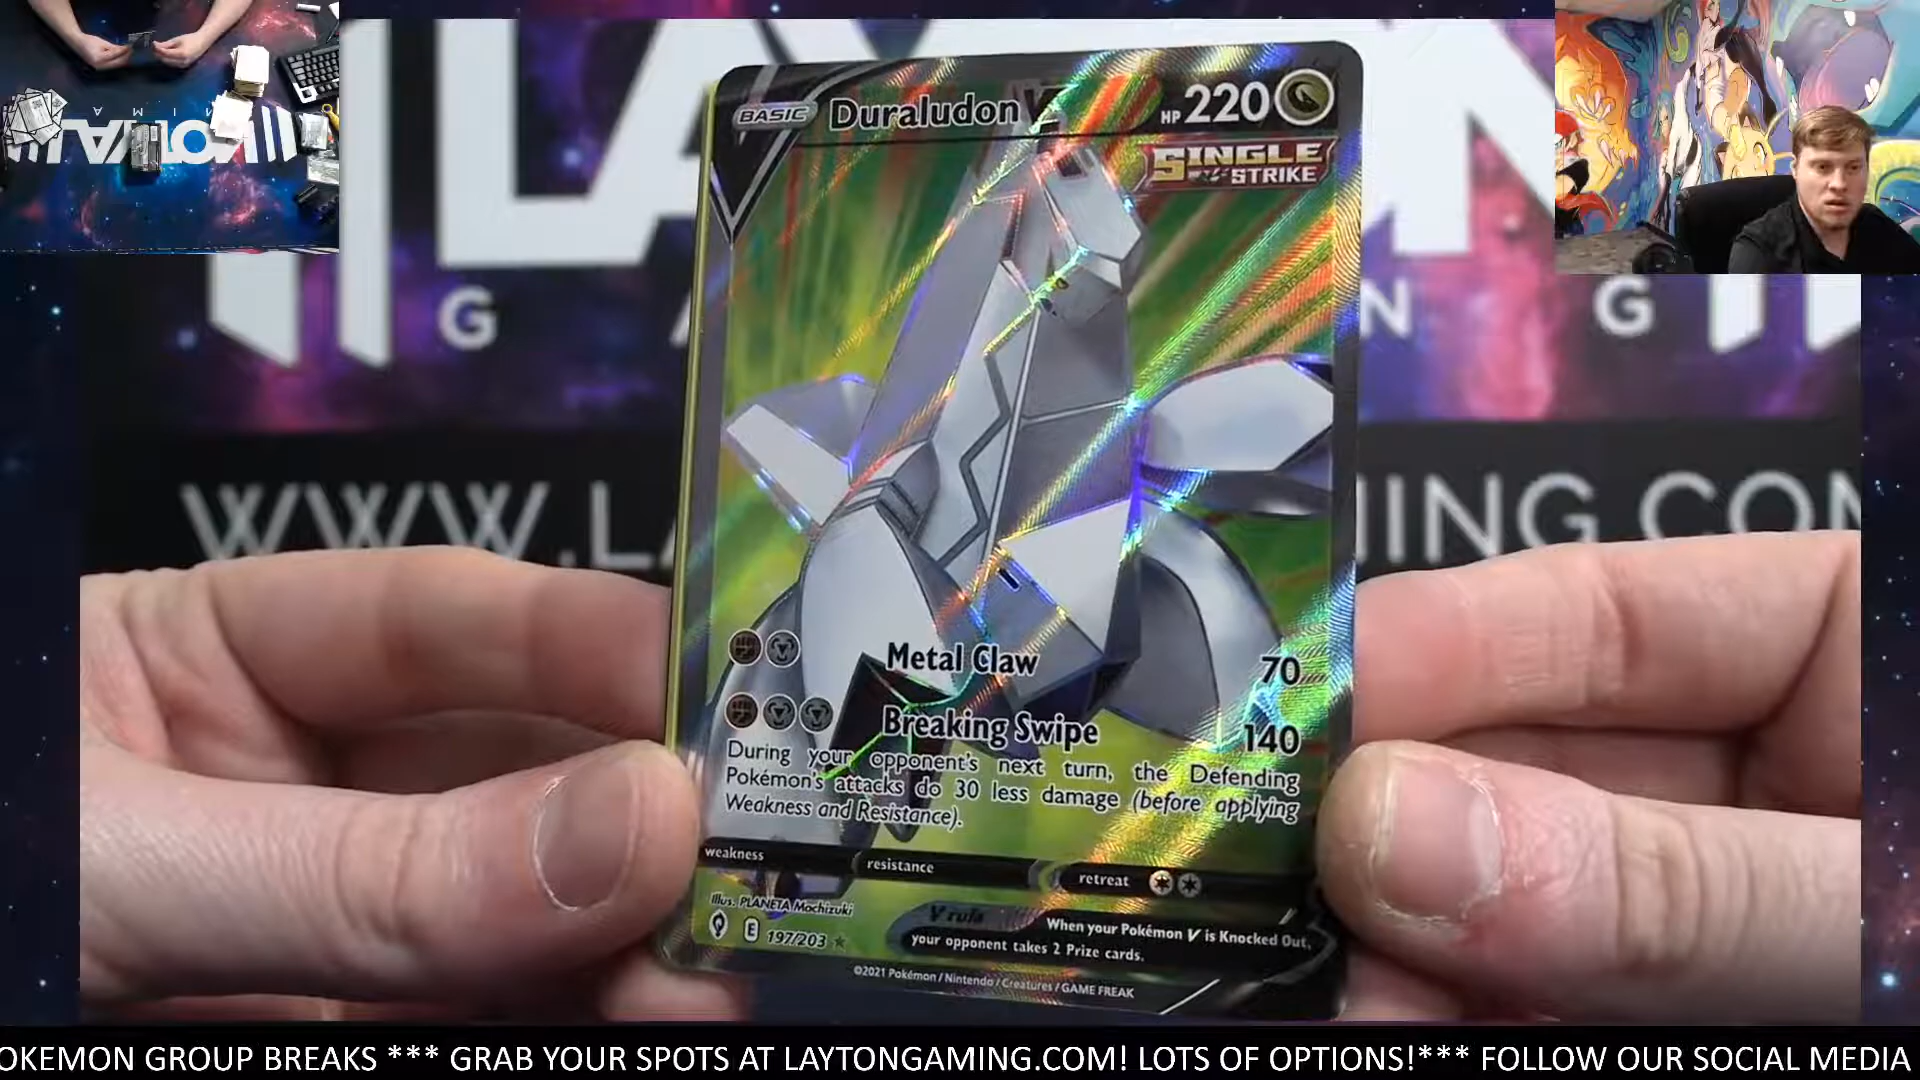 BASIC Duraludon V HP 220
SINGLE
STRIKE
G
N G
WWW.LA
MING.COM
Metal Claw 70
Breaking Swipe 140
During your opponent's next turn, the Defending
Pokémon's attacks do 30 less damage (before applying
Weakness and Resistance).
weakness resistance retreat
Illus. PLANETA Mochizuki
E 197/203
V rule When your Pokémon V is Knocked Out,
your opponent takes 2 Prize cards.
©2021 Pokémon / Nintendo / Creatures / GAME FREAK
OKEMON GROUP BREAKS *** GRAB YOUR SPOTS AT LAYTONGAMING.COM! LOTS OF OPTIONS!*** FOLLOW OUR SOCIAL MEDIA